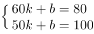 60k + b = 80
50k + b = 100